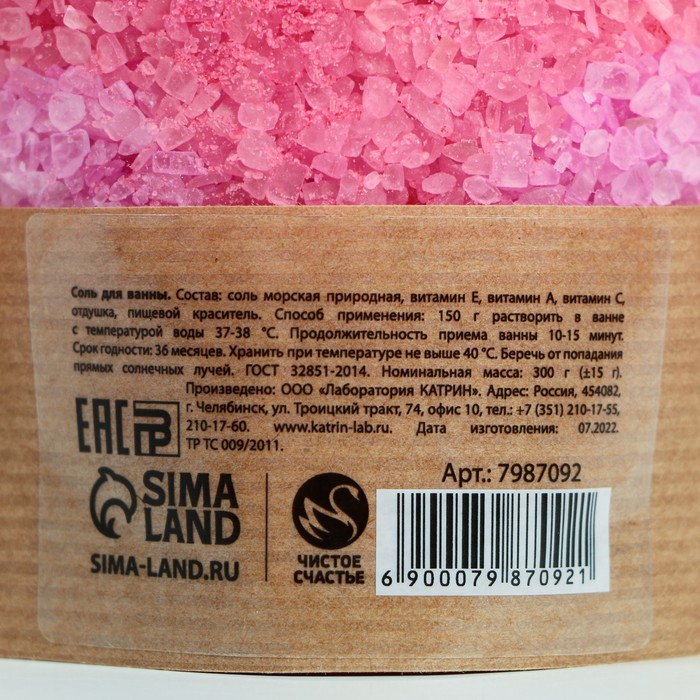 Соль для ванны. Состав: соль морская природная, витамин Е, витамин А, витамин С,
отдушка, пищевой краситель. Способ применения: 150 г растворить в ванне
с температурой воды 37-38 °С. Продолжительность приема ванны 10-15 минут.
Срок годности: 36 месяцев. Хранить при температуре не выше 40 °С. Беречь от попадания
прямых солнечных лучей. ГОСТ 32851-2014. Номинальная масса: 300 г (±15 г).
Произведено: ООО «Лаборатория КАТРИН». Адрес: Россия, 454082,
г. Челябинск, ул. Троицкий тракт, 74, офис 10, тел.: +7 (351) 210-17-55,
210-17-60. www.katrin-lab.ru. Дата изготовления: 07.2022.
ТР ТС 009/2011.
ЕАС
Арт.: 7987092
SIMA
LAND
SIMA-LAND.RU
ЧИСТОЕ
СЧАСТЬЕ
6 900079 870921